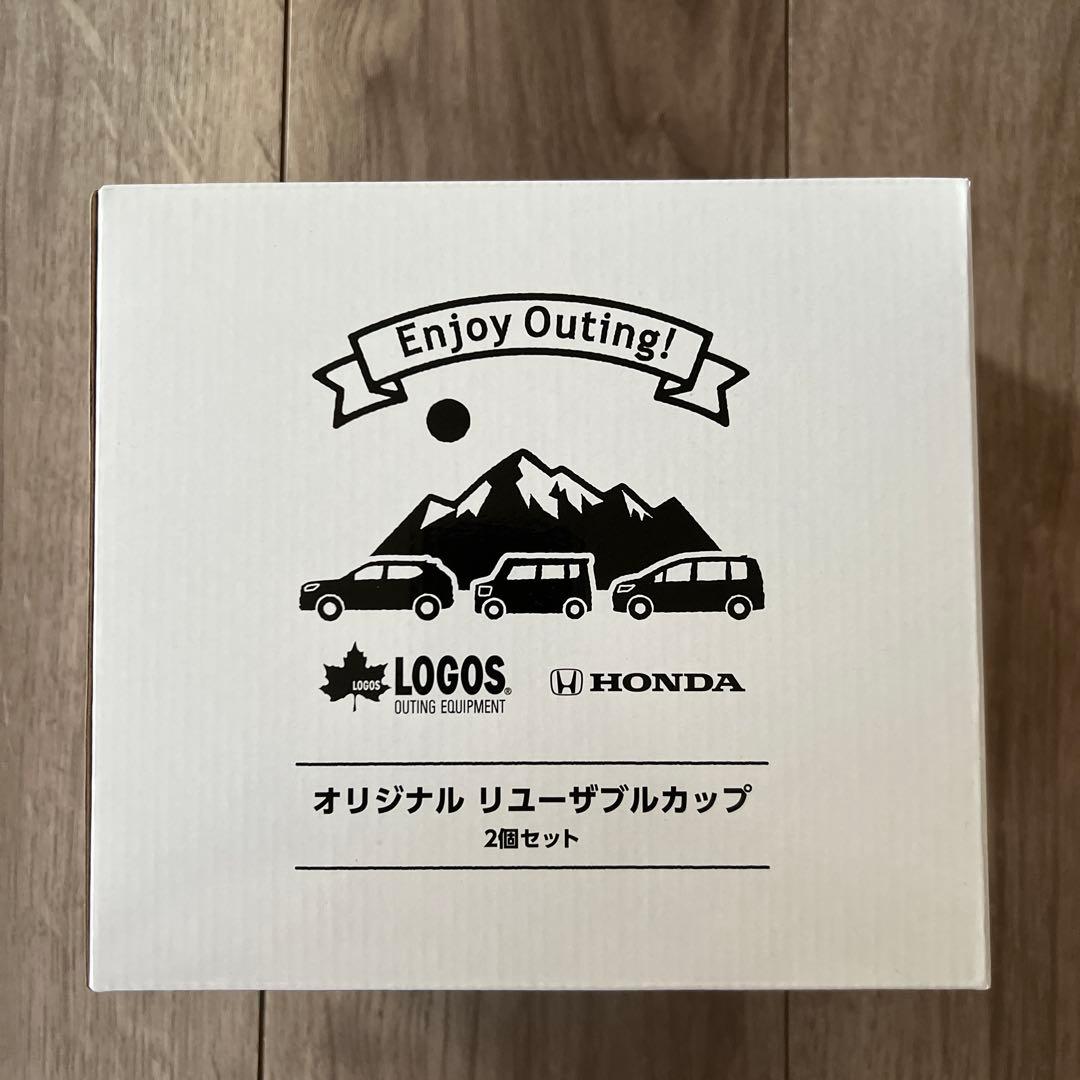 Enjoy Outing!
LOGOS LOGOS®
OUTING EQUIPMENT
HONDA
オリジナル リユーザブルカップ
2個セット